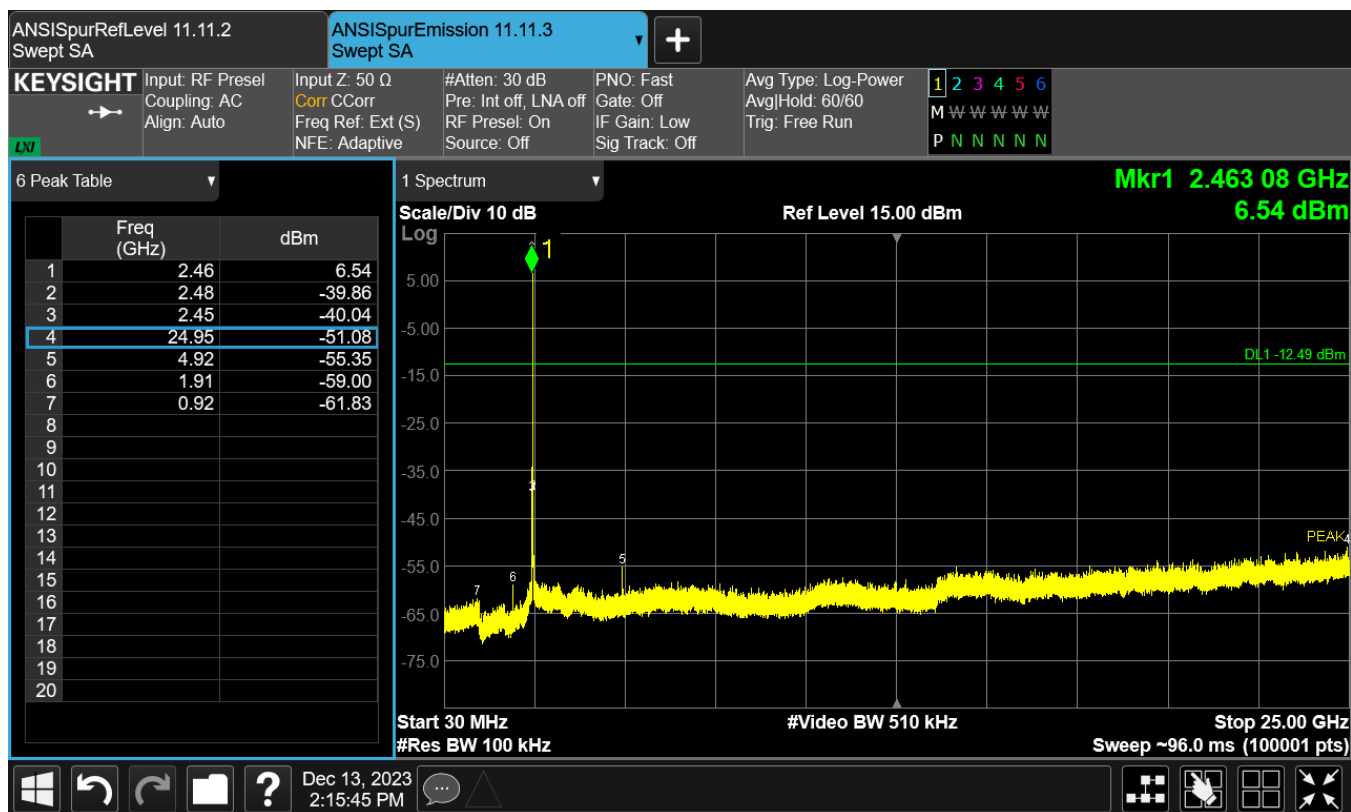 ANSISpurRefLevel 11.11.2
Swept SA
ANSISpurEmission 11.11.3
Swept SA
KEYSIGHT
LXI
Input: RF Presel
Coupling: AC
Align: Auto
Input Z: 50 Ω
Corr CCorr
Freq Ref: Ext (S)
NFE: Adaptive
#Atten: 30 dB
Pre: Int off, LNA off
RF Presel: On
Source: Off
PNO: Fast
Gate: Off
IF Gain: Low
Sig Track: Off
Avg Type: Log-Power
Avg|Hold: 60/60
Trig: Free Run
1 2 3 4 5 6
M W W W W W
P N N N N N
6 Peak Table
Freq (GHz) dBm
1 2.46 6.54
2 2.48 -39.86
3 2.45 -40.04
4 24.95 -51.08
5 4.92 -55.35
6 1.91 -59.00
7 0.92 -61.83
8
9
10
11
12
13
14
15
16
17
18
19
20
1 Spectrum
Mkr1 2.463 08 GHz
6.54 dBm
Scale/Div 10 dB
Ref Level 15.00 dBm
Log
1
5.00
-5.00
DL1 -12.49 dBm
-15.0
-25.0
-35.0
3
-45.0
PEAK
4
5
-55.0
6
7
-65.0
-75.0
Start 30 MHz
#Video BW 510 kHz
Stop 25.00 GHz
#Res BW 100 kHz
Sweep ~96.0 ms (100001 pts)
?
Dec 13, 2023
2:15:45 PM